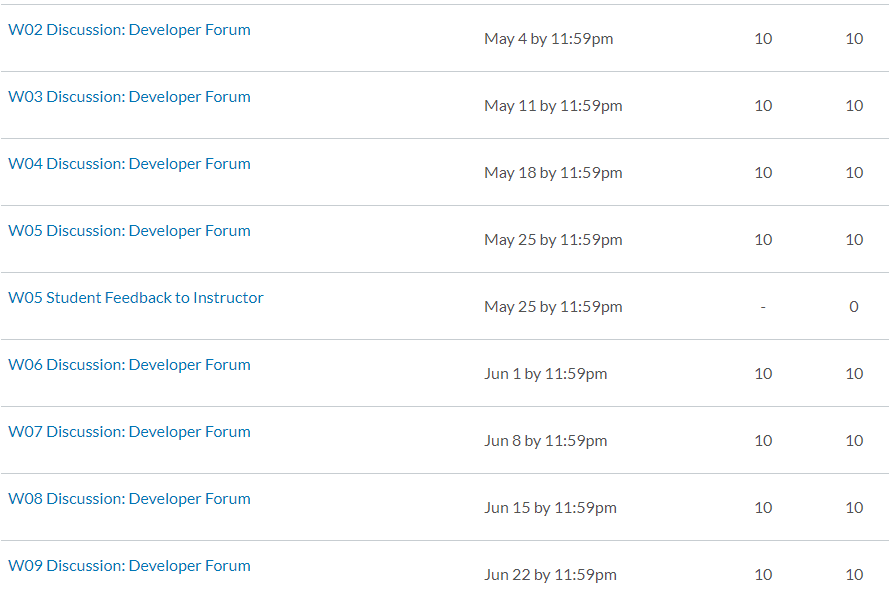 W02 Discussion: Developer Forum May 4 by 11:59pm 10 10
W03 Discussion: Developer Forum May 11 by 11:59pm 10 10
W04 Discussion: Developer Forum May 18 by 11:59pm 10 10
W05 Discussion: Developer Forum May 25 by 11:59pm 10 10
W05 Student Feedback to Instructor May 25 by 11:59pm - 0
W06 Discussion: Developer Forum Jun 1 by 11:59pm 10 10
W07 Discussion: Developer Forum Jun 8 by 11:59pm 10 10
W08 Discussion: Developer Forum Jun 15 by 11:59pm 10 10
W09 Discussion: Developer Forum Jun 22 by 11:59pm 10 10